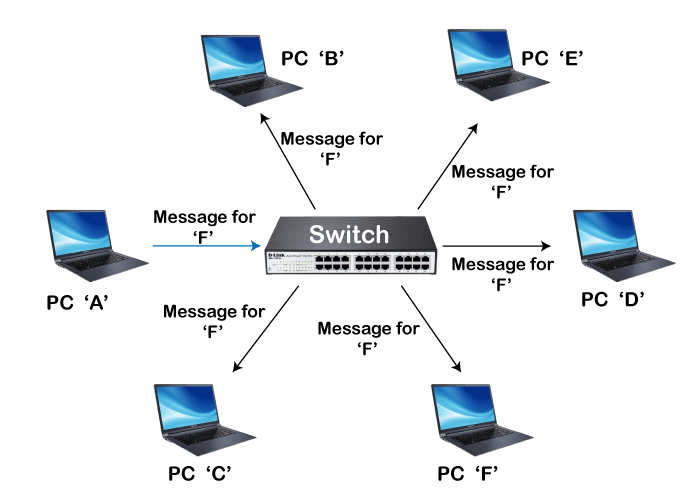 PC ‘B’
PC ‘E’
Message for
‘F’
Message for
‘F’
Message for
‘F’
Switch
D-Link
Message for
‘F’
PC ‘A’
PC ‘D’
Message for
‘F’
Message for
‘F’
PC ‘C’
PC ‘F’